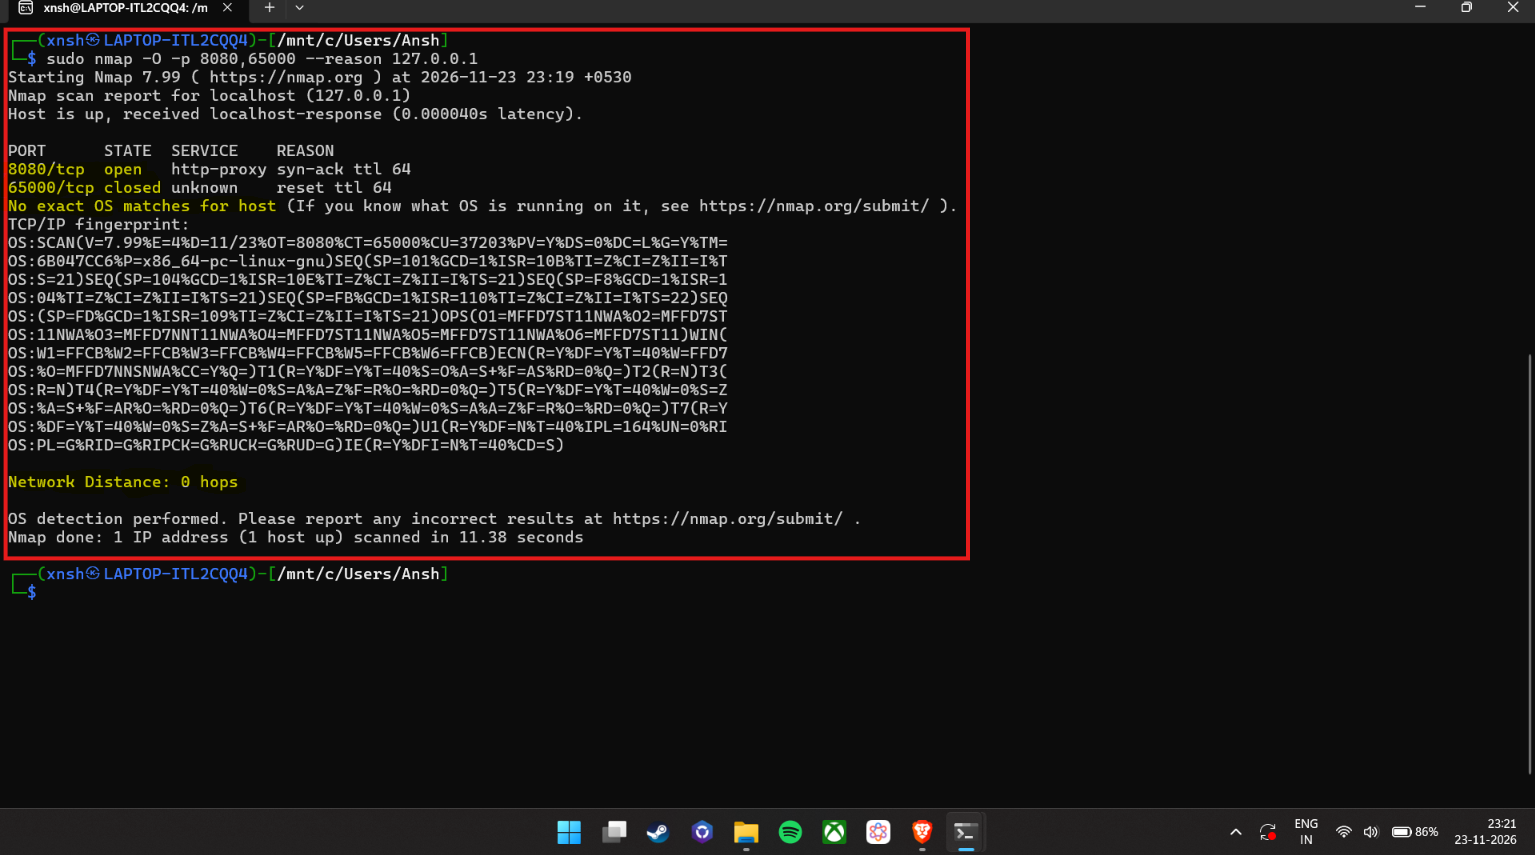 xnsh@LAPTOP-ITL2CQQ4: /m
┌──(xnsh㉿LAPTOP-ITL2CQQ4)-[/mnt/c/Users/Ansh]
└─$ sudo nmap -O -p 8080,65000 --reason 127.0.0.1
Starting Nmap 7.99 ( https://nmap.org ) at 2026-11-23 23:19 +0530
Nmap scan report for localhost (127.0.0.1)
Host is up, received localhost-response (0.000040s latency).
PORT      STATE  SERVICE    REASON
8080/tcp  open   http-proxy syn-ack ttl 64
65000/tcp closed unknown    reset ttl 64
No exact OS matches for host (If you know what OS is running on it, see https://nmap.org/submit/ ).
TCP/IP fingerprint:
OS:SCAN(V=7.99%E=4%D=11/23%OT=8080%CT=65000%CU=37203%PV=Y%DS=0%DC=L%G=Y%TM=
OS:6B047CC6%P=x86_64-pc-linux-gnu)SEQ(SP=101%GCD=1%ISR=10B%TI=Z%CI=Z%II=I%T
OS:S=21)SEQ(SP=104%GCD=1%ISR=10E%TI=Z%CI=Z%II=I%TS=21)SEQ(SP=F8%GCD=1%ISR=1
OS:04%TI=Z%CI=Z%II=I%TS=21)SEQ(SP=FB%GCD=1%ISR=110%TI=Z%CI=Z%II=I%TS=22)SEQ
OS:(SP=FD%GCD=1%ISR=109%TI=Z%CI=Z%II=I%TS=21)OPS(O1=MFFD7ST11NWA%O2=MFFD7ST
OS:11NWA%O3=MFFD7NNT11NWA%O4=MFFD7ST11NWA%O5=MFFD7ST11NWA%O6=MFFD7ST11)WIN(
OS:W1=FFCB%W2=FFCB%W3=FFCB%W4=FFCB%W5=FFCB%W6=FFCB)ECN(R=Y%DF=Y%T=40%W=FFD7
OS:%O=MFFD7NNSNWA%CC=Y%Q=)T1(R=Y%DF=Y%T=40%S=O%A=S+%F=AS%RD=0%Q=)T2(R=N)T3(
OS:R=N)T4(R=Y%DF=Y%T=40%W=0%S=A%A=Z%F=R%O=%RD=0%Q=)T5(R=Y%DF=Y%T=40%W=0%S=Z
OS:%A=S+%F=AR%O=%RD=0%Q=)T6(R=Y%DF=Y%T=40%W=0%S=A%A=Z%F=R%O=%RD=0%Q=)T7(R=Y
OS:%DF=Y%T=40%W=0%S=Z%A=S+%F=AR%O=%RD=0%Q=)U1(R=Y%DF=N%T=40%IPL=164%UN=0%RI
OS:PL=G%RID=G%RIPCK=G%RUCK=G%RUD=G)IE(R=Y%DFI=N%T=40%CD=S)
Network Distance: 0 hops
OS detection performed. Please report any incorrect results at https://nmap.org/submit/ .
Nmap done: 1 IP address (1 host up) scanned in 11.38 seconds
┌──(xnsh㉿LAPTOP-ITL2CQQ4)-[/mnt/c/Users/Ansh]
└─$
ENG
IN
86%
23:21
23-11-2026